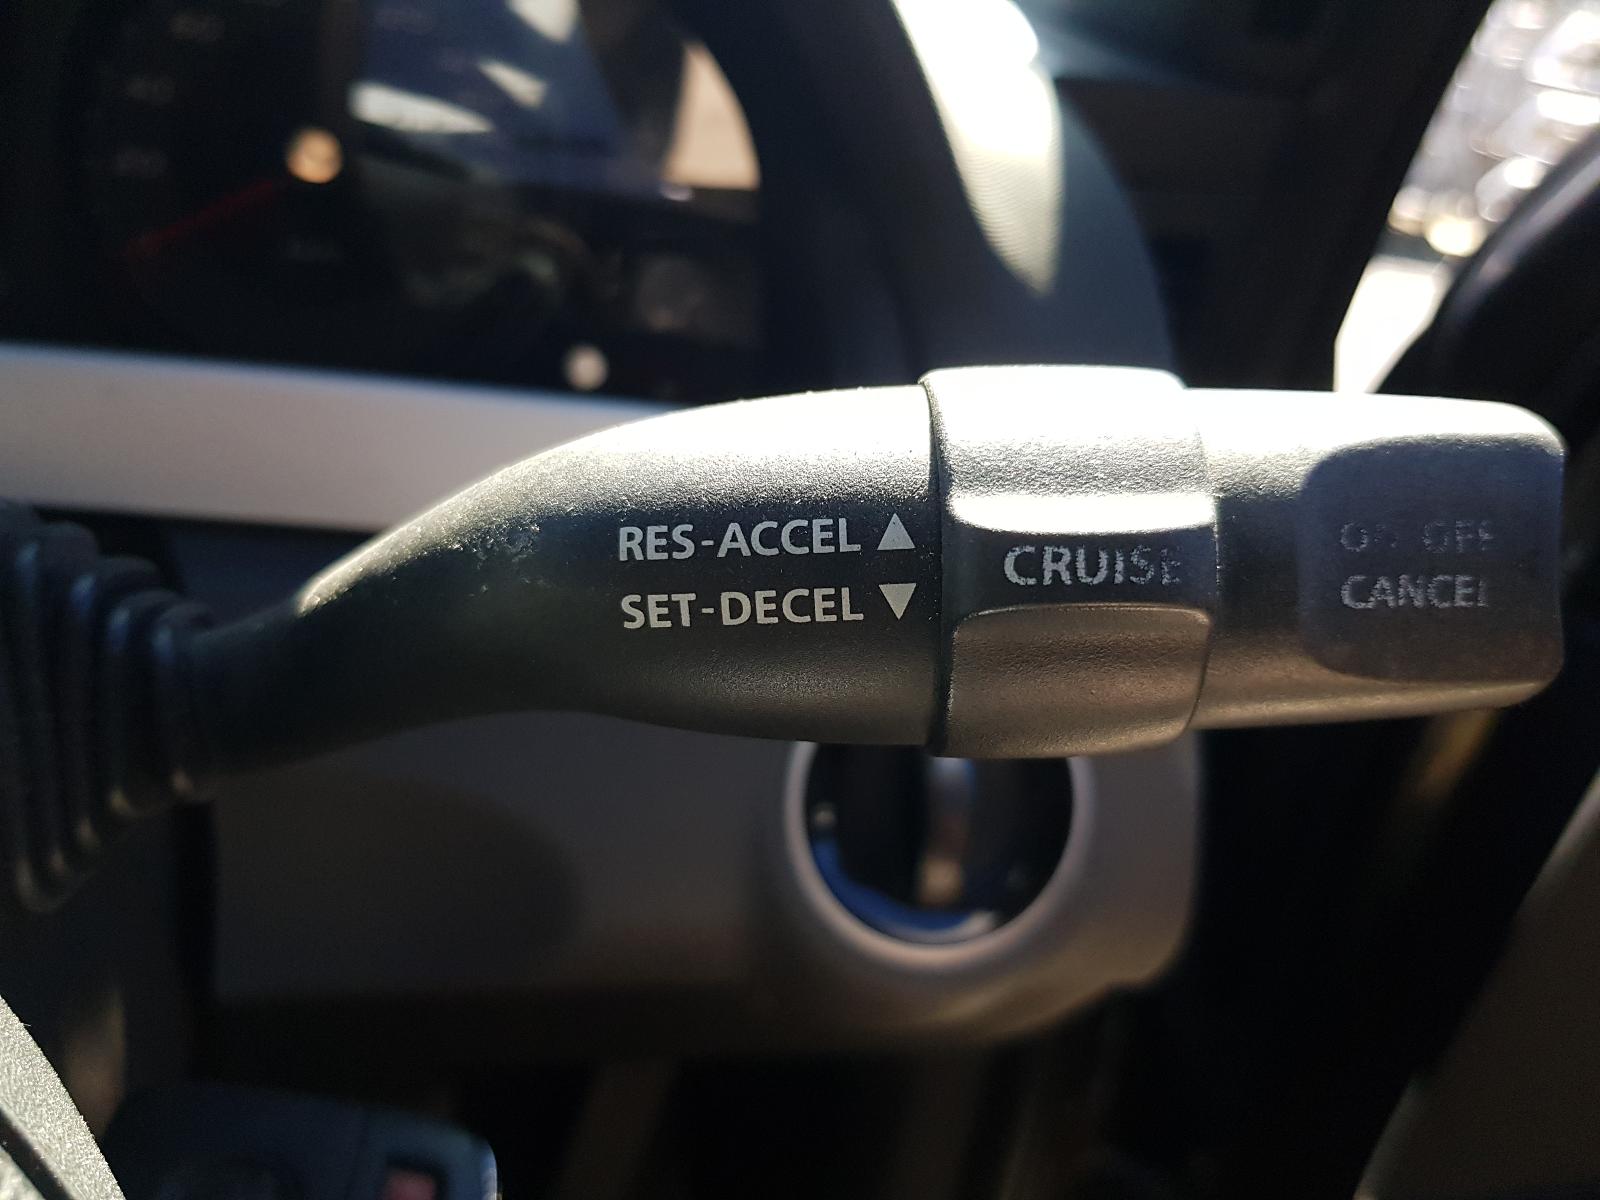 RES-ACCEL ▲
SET-DECEL ▼
CRUISE
ON OFF
CANCEL